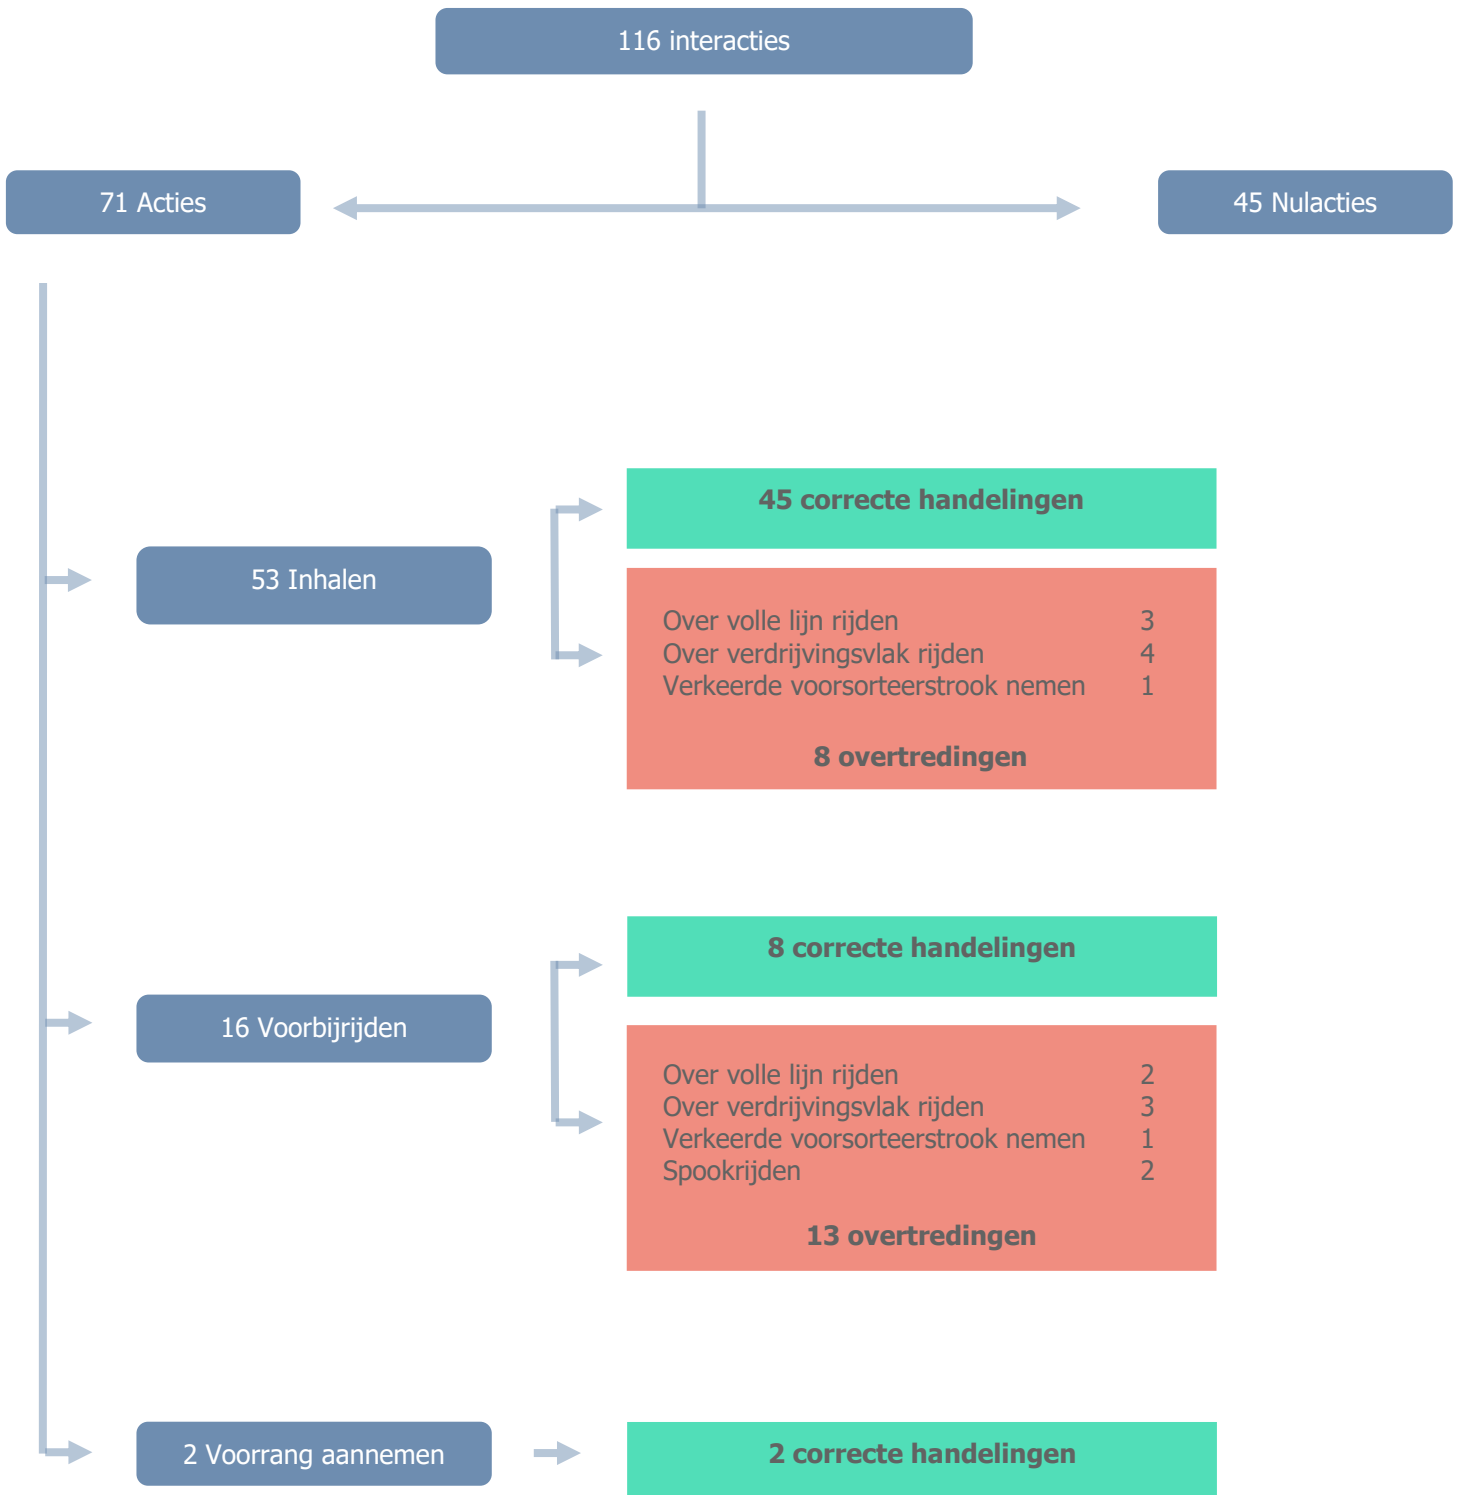 116 interacties
71 Acties
45 Nulacties
45 correcte handelingen
53 Inhalen
Over volle lijn rijden 3
Over verdrijvingsvlak rijden 4
Verkeerde voorsorteerstrook nemen 1
8 overtredingen
8 correcte handelingen
16 Voorbijrijden
Over volle lijn rijden 2
Over verdrijvingsvlak rijden 3
Verkeerde voorsorteerstrook nemen 1
Spookrijden 2
13 overtredingen
2 Voorrang aannemen
2 correcte handelingen